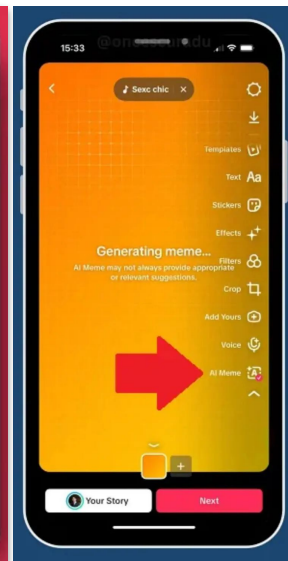 15:33
Sexc chic
Templates
Text Aa
Stickers
Effects
Generating meme...
Filters
AI Meme may not always provide appropriate
or relevant suggestions.
Crop
Add Yours
Voice
AI Meme
Your Story
Next